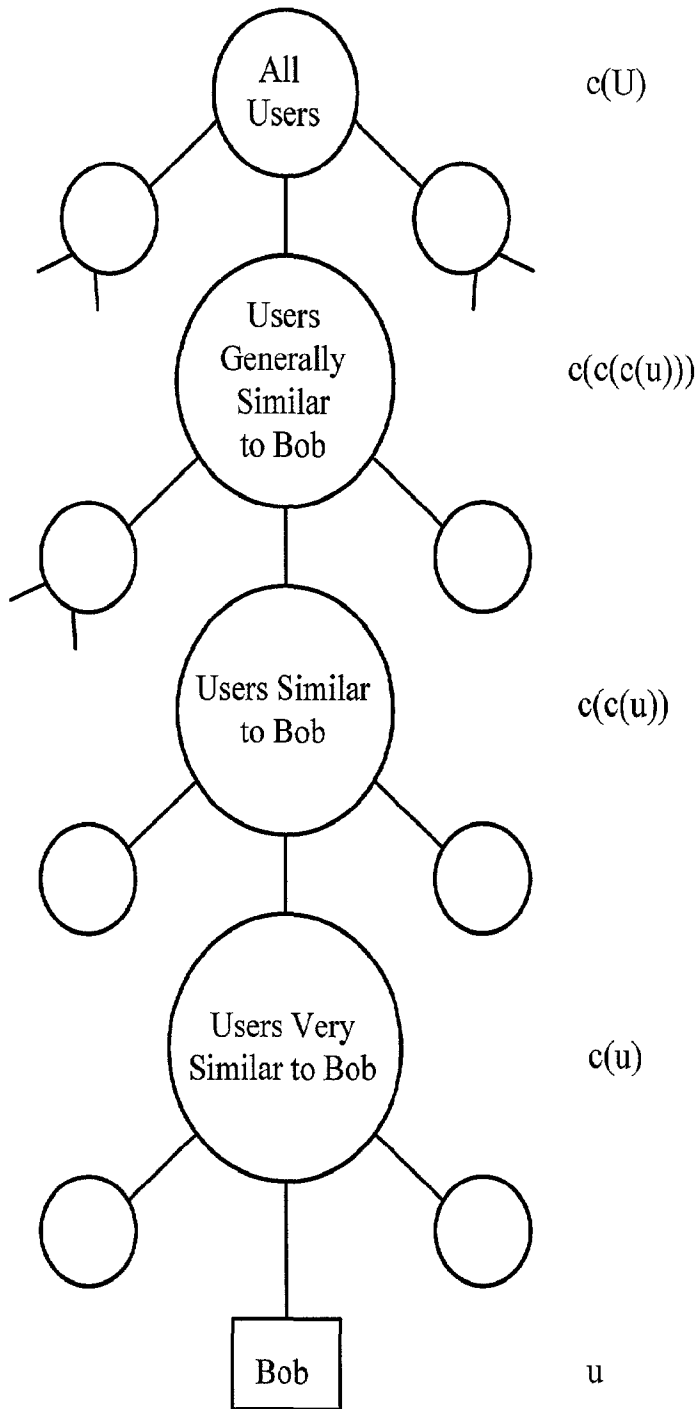 All
Users
c(U)
Users
Generally
Similar
to Bob
c(c(c(u)))
Users Similar
to Bob
c(c(u))
Users Very
Similar to Bob
c(u)
Bob
u